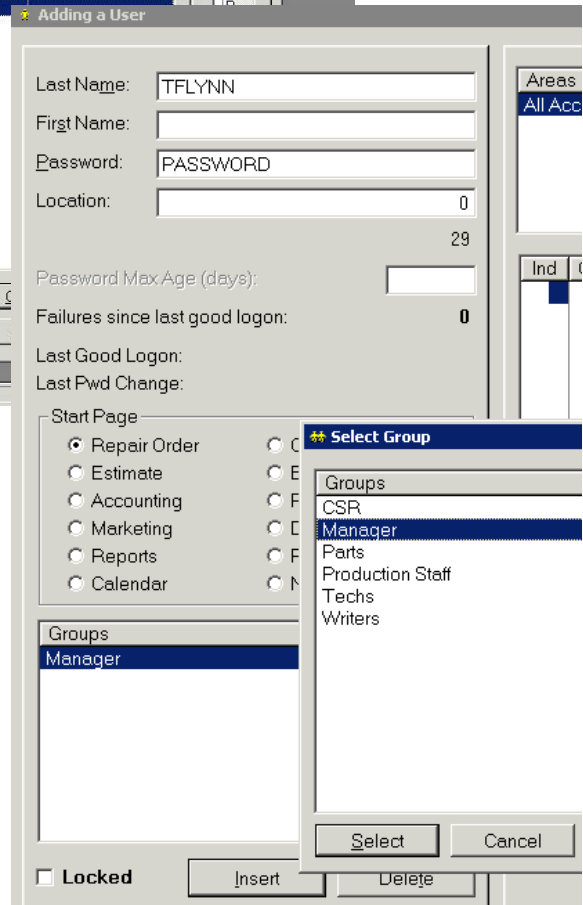 Adding a User
Last Name: TFLYNN
First Name:
Password: PASSWORD
Location: 0
29
Password Max Age (days):
Failures since last good logon: 0
Last Good Logon:
Last Pwd Change:
Start Page
Repair Order
Estimate
Accounting
Marketing
Reports
Calendar
Groups
Manager
Locked
Insert
Delete
Areas
All Acc
Ind
Select Group
Groups
CSR
Manager
Parts
Production Staff
Techs
Writers
Select
Cancel